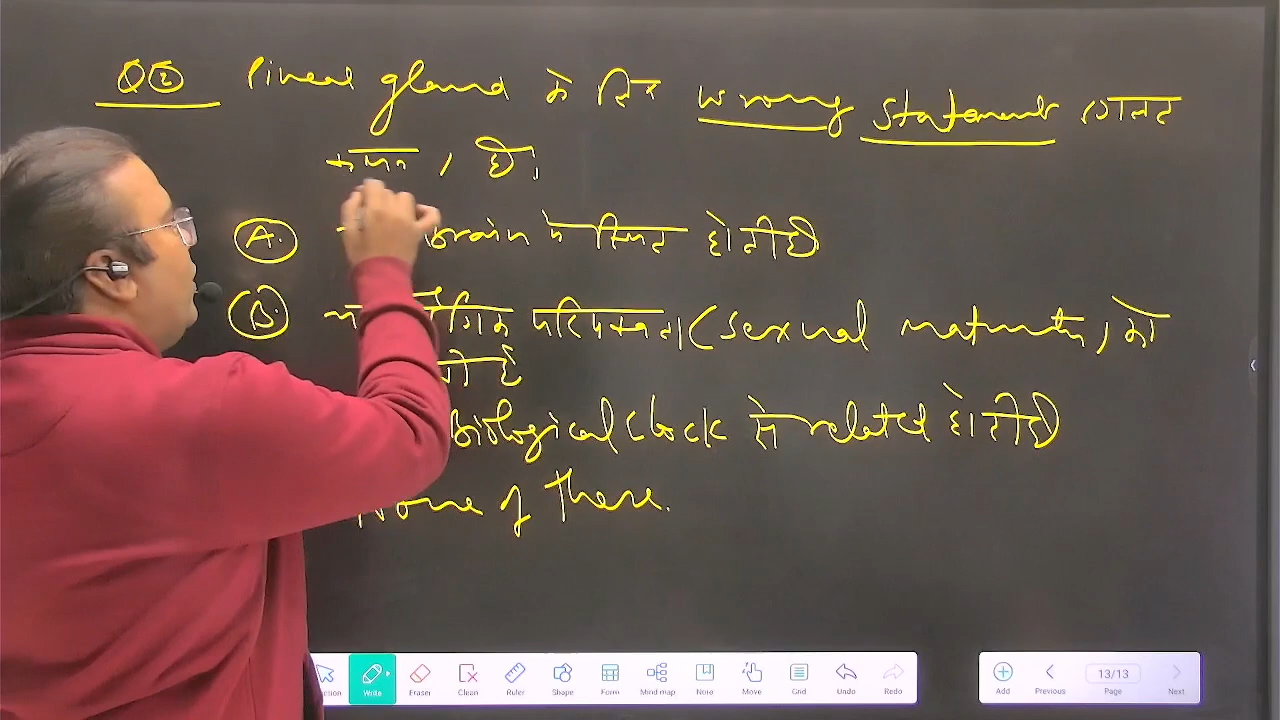 Q② Pineal gland के लिए wrong statement गलत
कथन है।
A. brain में स्थित होती है
B. लैंगिक परिपक्वता (sexual maturity) को
है
biological clock से related होती है
None of these.
Write
Eraser
Clean
Ruler
Shape
Form
Mind map
Note
Move
Grid
Undo
Redo
Add
Previous
13/13
Page
Next